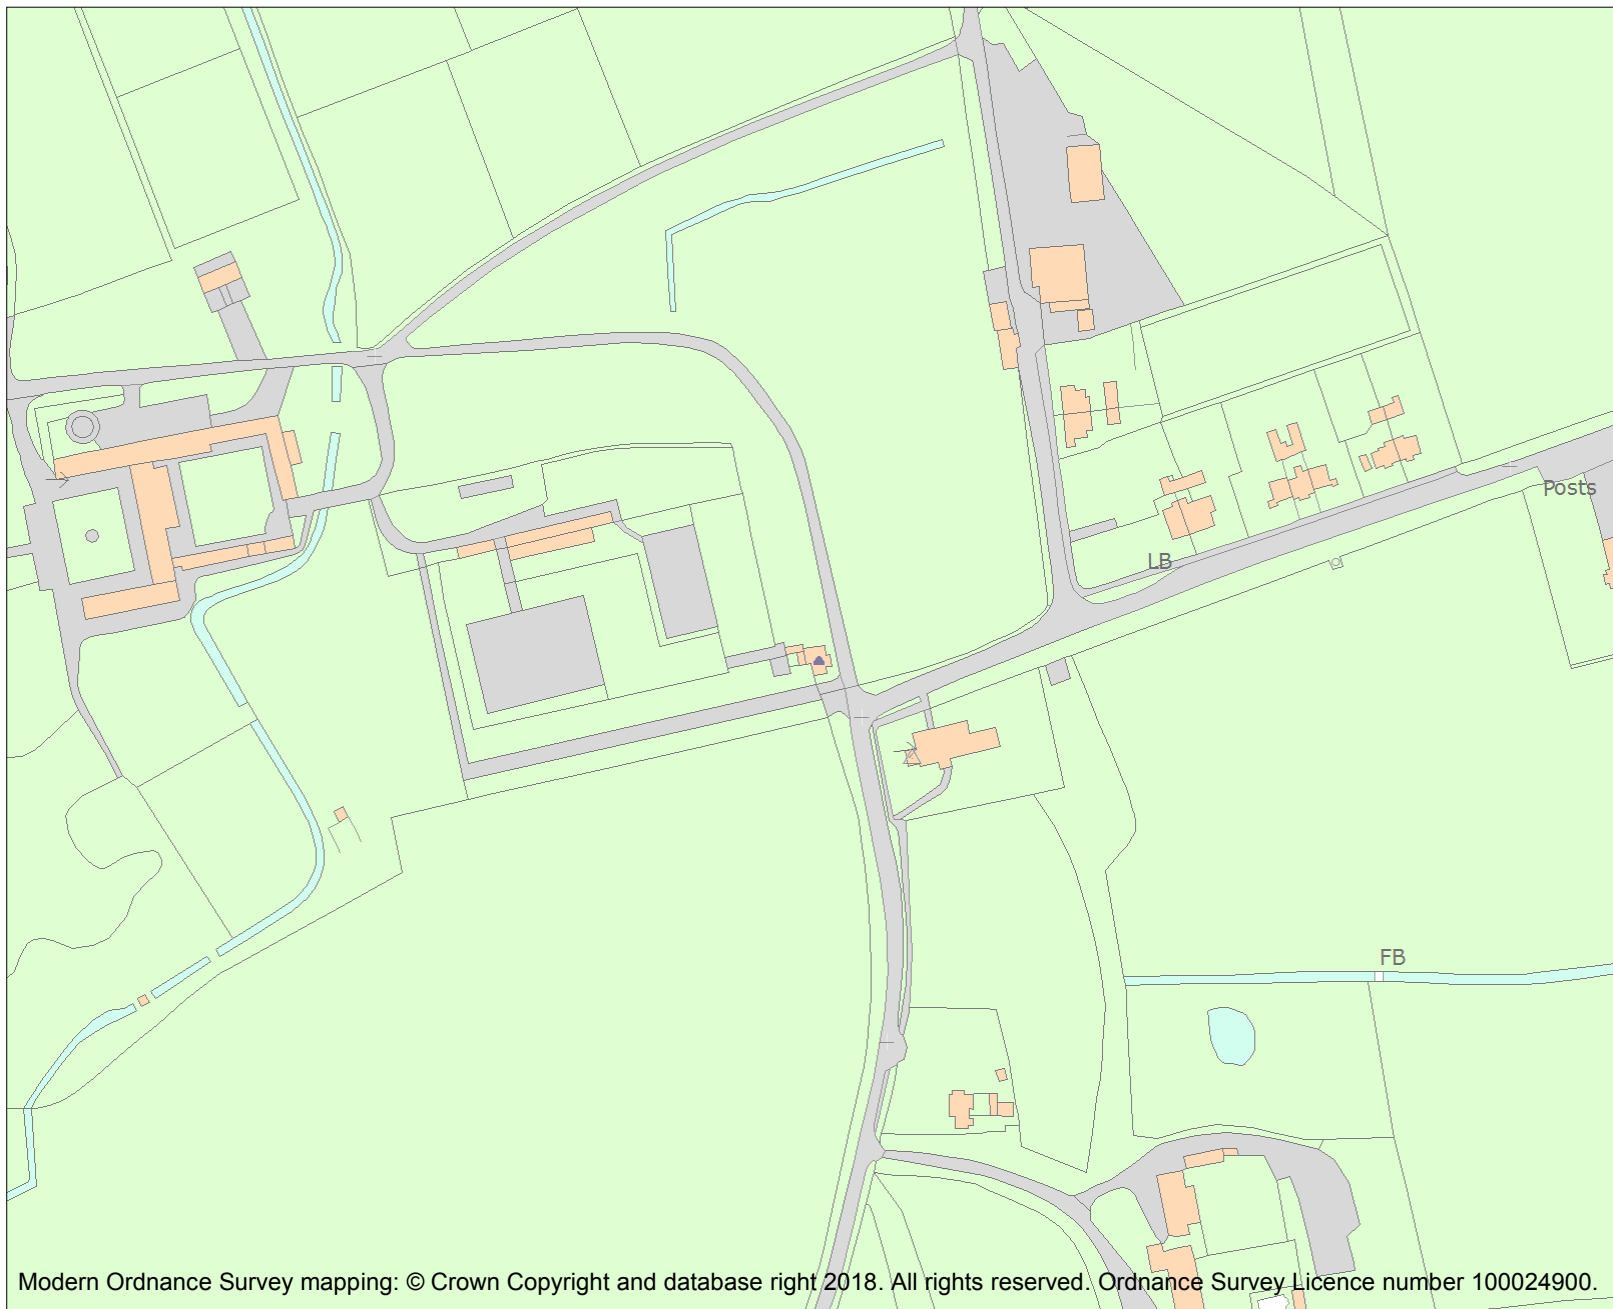 Posts
LB
FB
Modern Ordnance Survey mapping: © Crown Copyright and database right 2018. All rights reserved. Ordnance Survey Licence number 100024900.